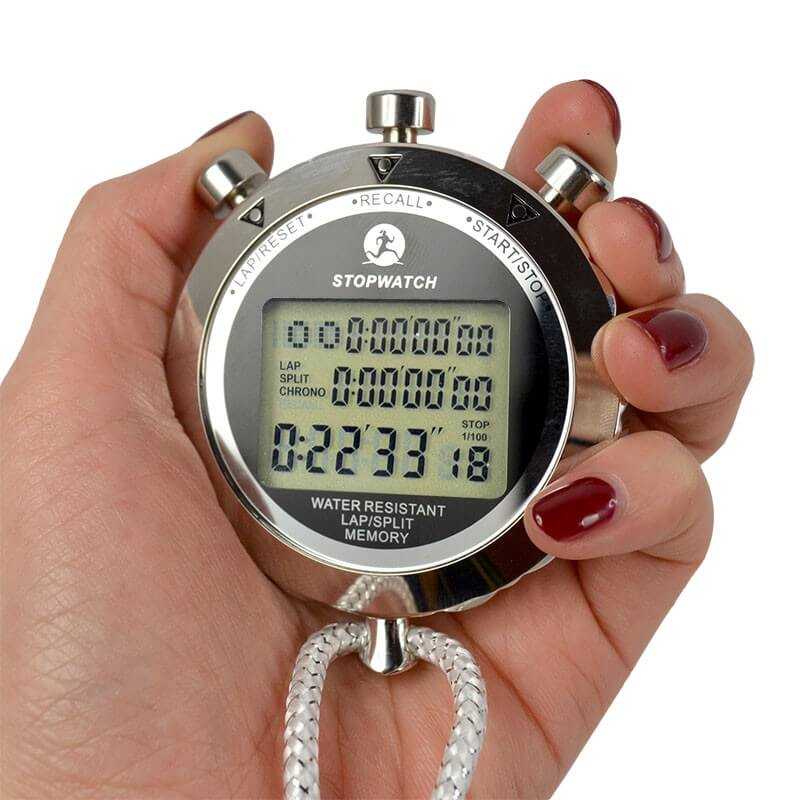 •LAP/RESET• •RECALL• •START/STOP•
STOPWATCH
00 0:00'00"00
LAP
SPLIT
CHRONO
RECALL
0:00'00"00
STOP
1/100
0:22'33"18
WATER RESISTANT
LAP/SPLIT
MEMORY